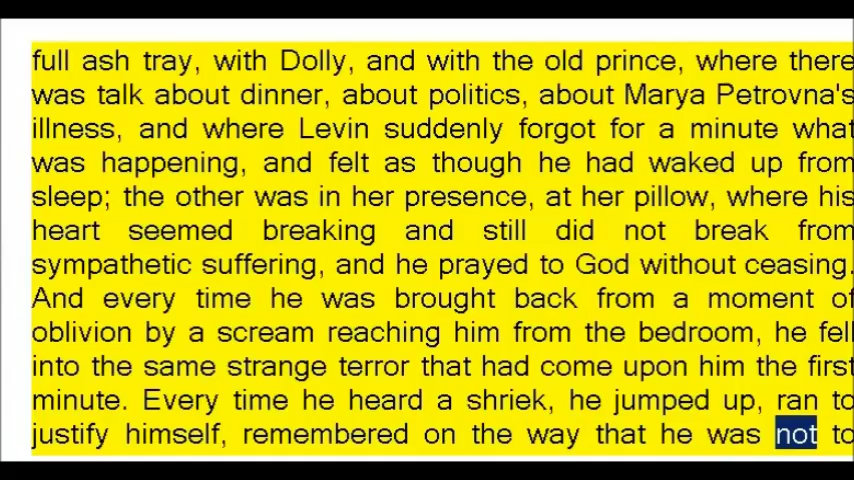 full ash tray, with Dolly, and with the old prince, where there
was talk about dinner, about politics, about Marya Petrovna's
illness, and where Levin suddenly forgot for a minute what
was happening, and felt as though he had waked up from
sleep; the other was in her presence, at her pillow, where his
heart seemed breaking and still did not break from
sympathetic suffering, and he prayed to God without ceasing.
And every time he was brought back from a moment of
oblivion by a scream reaching him from the bedroom, he fell
into the same strange terror that had come upon him the first
minute. Every time he heard a shriek, he jumped up, ran to
justify himself, remembered on the way that he was not to